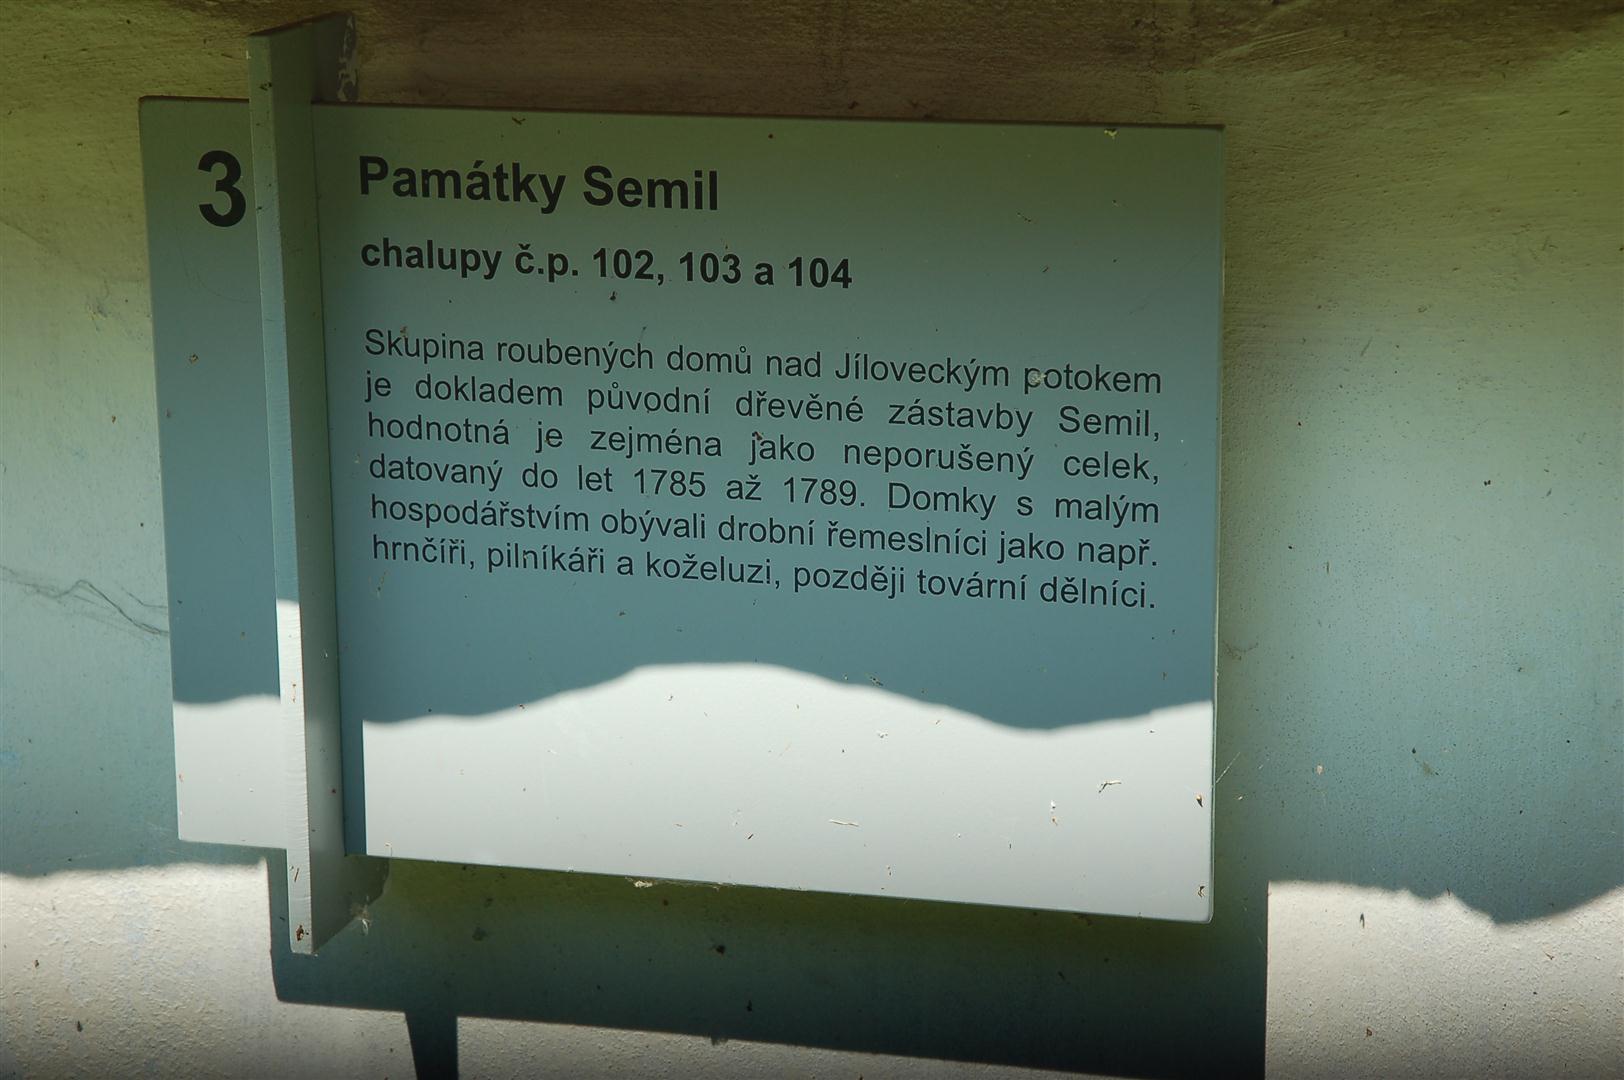 3
Památky Semil
chalupy č.p. 102, 103 a 104
Skupina roubených domů nad Jíloveckým potokem
je dokladem původní dřevěné zástavby Semil,
hodnotná je zejména jako neporušený celek,
datovaný do let 1785 až 1789. Domky s malým
hospodářstvím obývali drobní řemeslníci jako např.
hrnčíři, pilníkáři a koželuzi, později tovární dělníci.